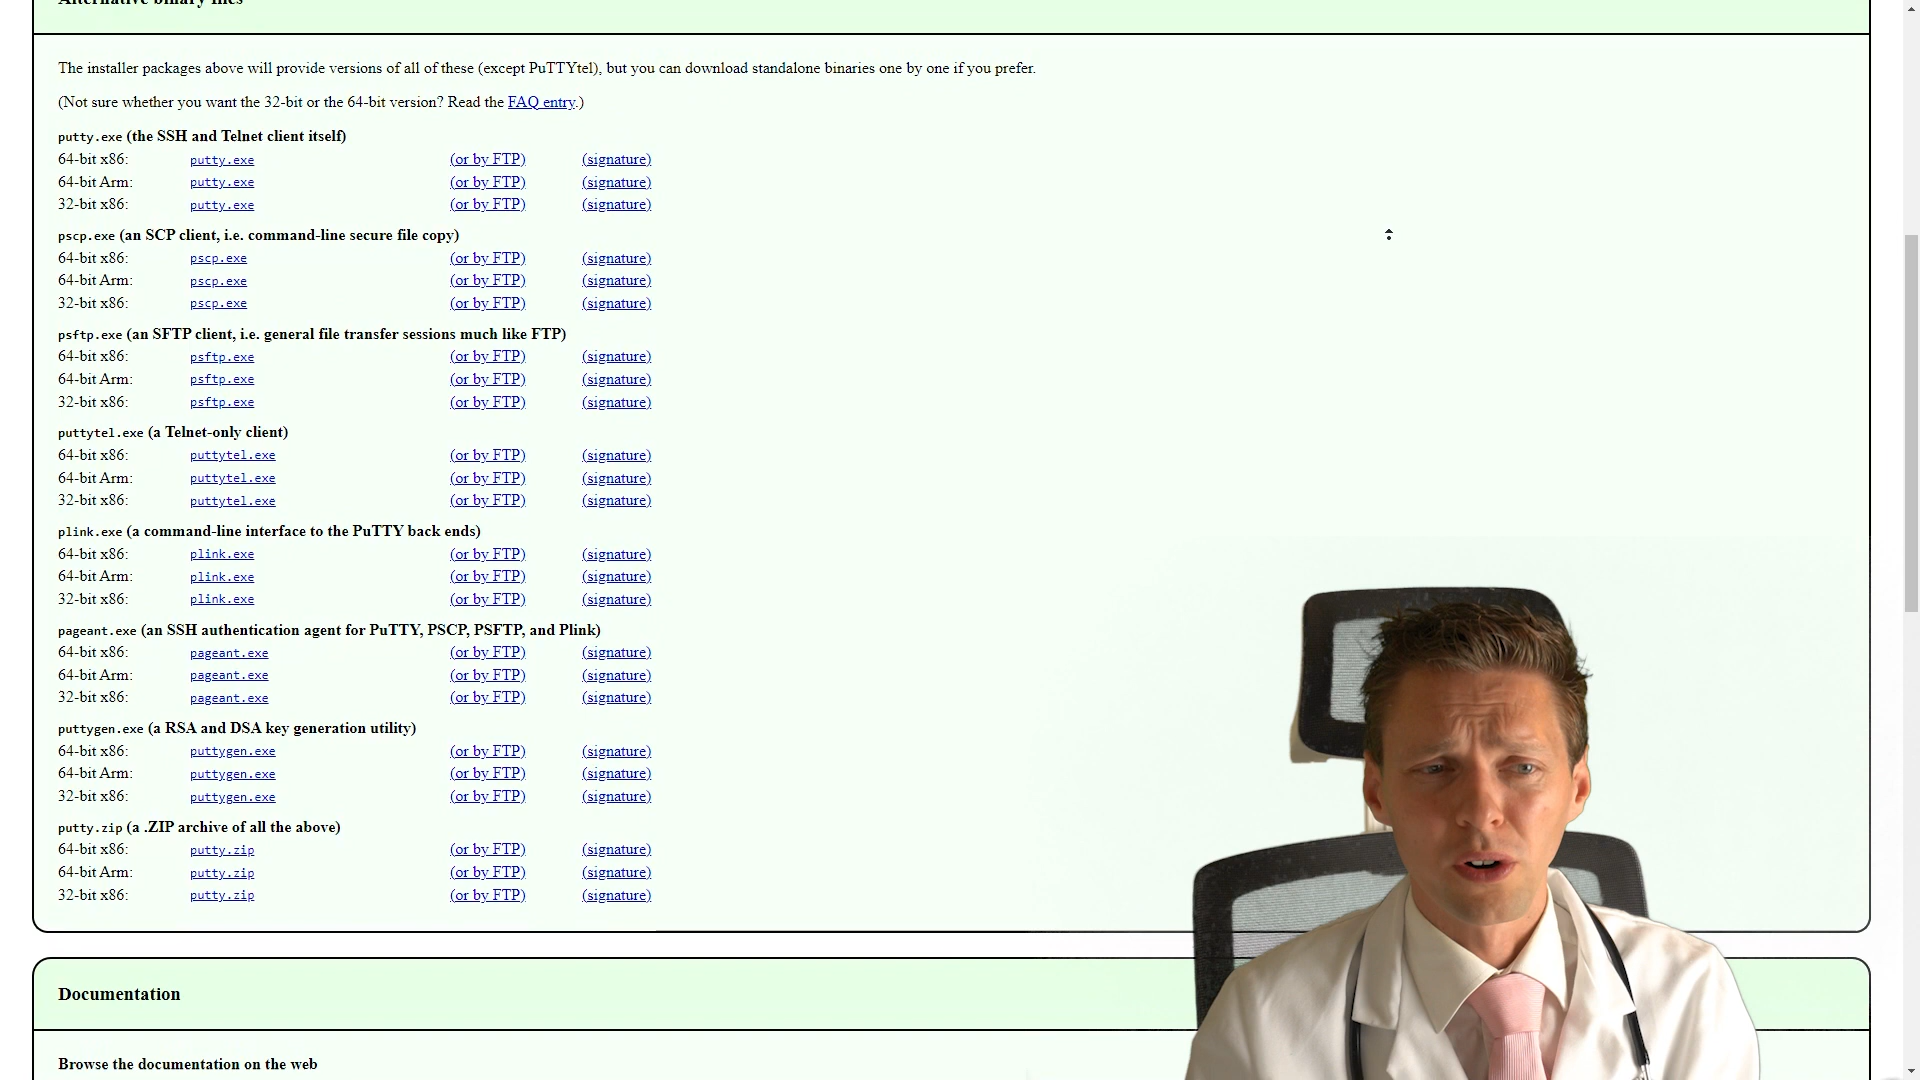 Alternative binary files
The installer packages above will provide versions of all of these (except PuTTYtel), but you can download standalone binaries one by one if you prefer.
(Not sure whether you want the 32-bit or the 64-bit version? Read the FAQ entry.)
putty.exe (the SSH and Telnet client itself)
64-bit x86: putty.exe (or by FTP) (signature)
64-bit Arm: putty.exe (or by FTP) (signature)
32-bit x86: putty.exe (or by FTP) (signature)
pscp.exe (an SCP client, i.e. command-line secure file copy)
64-bit x86: pscp.exe (or by FTP) (signature)
64-bit Arm: pscp.exe (or by FTP) (signature)
32-bit x86: pscp.exe (or by FTP) (signature)
psftp.exe (an SFTP client, i.e. general file transfer sessions much like FTP)
64-bit x86: psftp.exe (or by FTP) (signature)
64-bit Arm: psftp.exe (or by FTP) (signature)
32-bit x86: psftp.exe (or by FTP) (signature)
puttytel.exe (a Telnet-only client)
64-bit x86: puttytel.exe (or by FTP) (signature)
64-bit Arm: puttytel.exe (or by FTP) (signature)
32-bit x86: puttytel.exe (or by FTP) (signature)
plink.exe (a command-line interface to the PuTTY back ends)
64-bit x86: plink.exe (or by FTP) (signature)
64-bit Arm: plink.exe (or by FTP) (signature)
32-bit x86: plink.exe (or by FTP) (signature)
pageant.exe (an SSH authentication agent for PuTTY, PSCP, PSFTP, and Plink)
64-bit x86: pageant.exe (or by FTP) (signature)
64-bit Arm: pageant.exe (or by FTP) (signature)
32-bit x86: pageant.exe (or by FTP) (signature)
puttygen.exe (a RSA and DSA key generation utility)
64-bit x86: puttygen.exe (or by FTP) (signature)
64-bit Arm: puttygen.exe (or by FTP) (signature)
32-bit x86: puttygen.exe (or by FTP) (signature)
putty.zip (a .ZIP archive of all the above)
64-bit x86: putty.zip (or by FTP) (signature)
64-bit Arm: putty.zip (or by FTP) (signature)
32-bit x86: putty.zip (or by FTP) (signature)
Documentation
Browse the documentation on the web